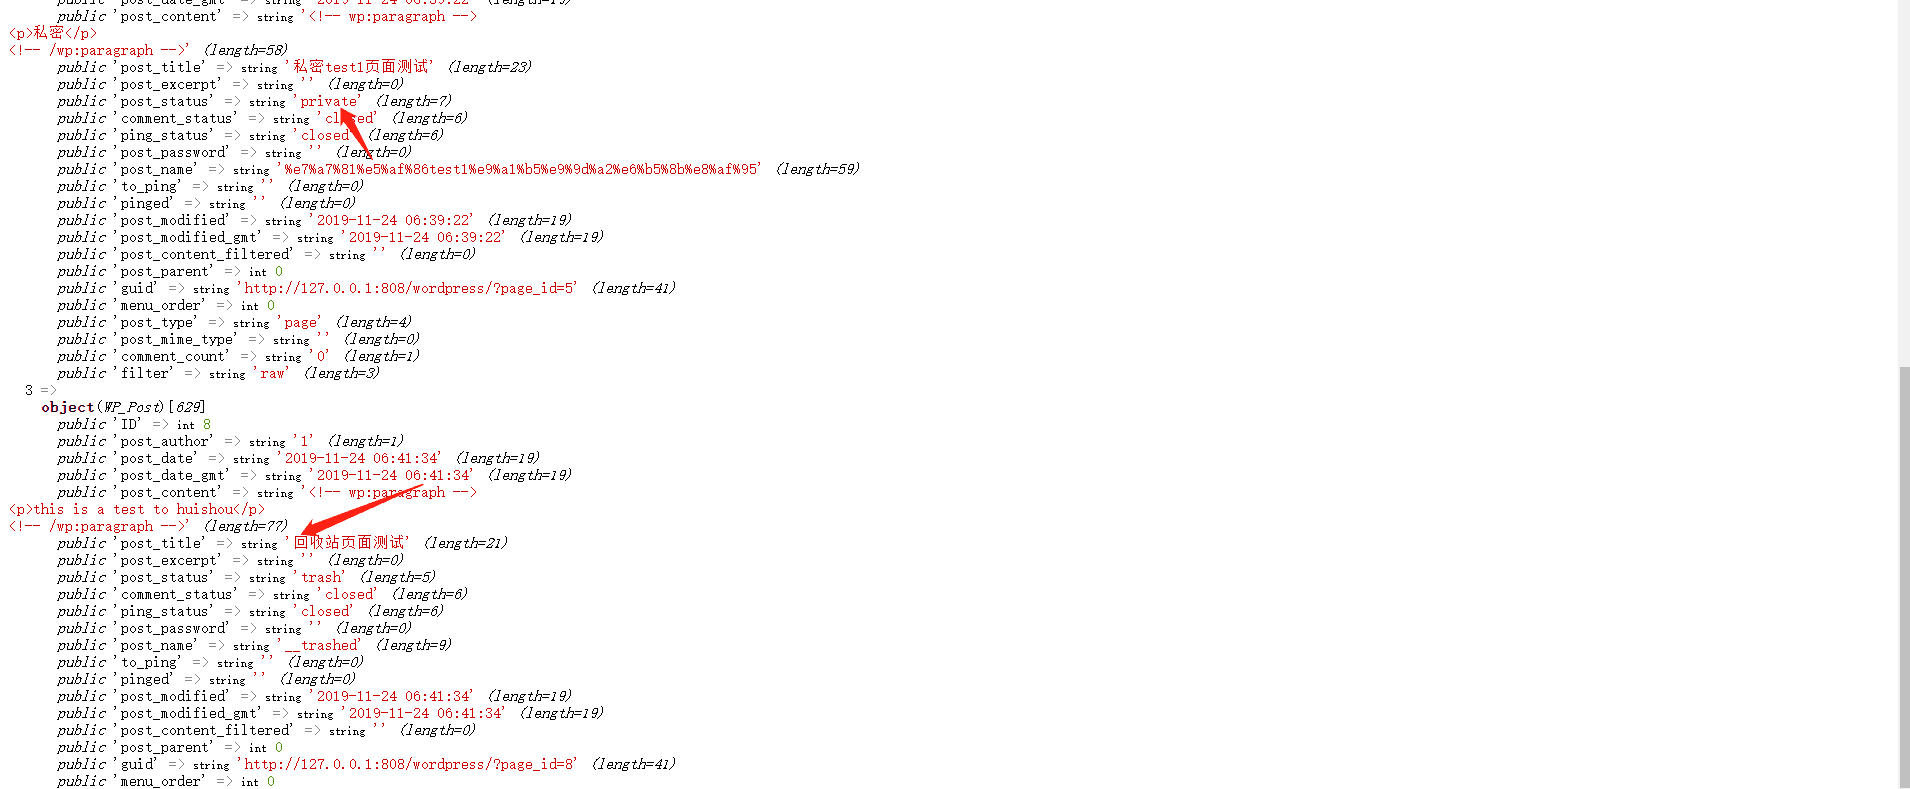 public 'post_date_gmt' => string '2019-11-24 06:39:22' (length=19)
public 'post_content' => string '<!-- wp:paragraph -->
<p>私密</p>
<!-- /wp:paragraph -->' (length=58)
public 'post_title' => string '私密test1页面测试' (length=23)
public 'post_excerpt' => string '' (length=0)
public 'post_status' => string 'private' (length=7)
public 'comment_status' => string 'closed' (length=6)
public 'ping_status' => string 'closed' (length=6)
public 'post_password' => string '' (length=0)
public 'post_name' => string '%e7%a7%81%e5%af%86test1%e9%a1%b5%e9%9d%a2%e6%b5%8b%e8%af%95' (length=59)
public 'to_ping' => string '' (length=0)
public 'pinged' => string '' (length=0)
public 'post_modified' => string '2019-11-24 06:39:22' (length=19)
public 'post_modified_gmt' => string '2019-11-24 06:39:22' (length=19)
public 'post_content_filtered' => string '' (length=0)
public 'post_parent' => int 0
public 'guid' => string 'http://127.0.0.1:808/wordpress/?page_id=5' (length=41)
public 'menu_order' => int 0
public 'post_type' => string 'page' (length=4)
public 'post_mime_type' => string '' (length=0)
public 'comment_count' => string '0' (length=1)
public 'filter' => string 'raw' (length=3)
3 =>
object(WP_Post)[629]
public 'ID' => int 8
public 'post_author' => string '1' (length=1)
public 'post_date' => string '2019-11-24 06:41:34' (length=19)
public 'post_date_gmt' => string '2019-11-24 06:41:34' (length=19)
public 'post_content' => string '<!-- wp:paragraph -->
<p>this is a test to huishou</p>
<!-- /wp:paragraph -->' (length=77)
public 'post_title' => string '回收站页面测试' (length=21)
public 'post_excerpt' => string '' (length=0)
public 'post_status' => string 'trash' (length=5)
public 'comment_status' => string 'closed' (length=6)
public 'ping_status' => string 'closed' (length=6)
public 'post_password' => string '' (length=0)
public 'post_name' => string '__trashed' (length=9)
public 'to_ping' => string '' (length=0)
public 'pinged' => string '' (length=0)
public 'post_modified' => string '2019-11-24 06:41:34' (length=19)
public 'post_modified_gmt' => string '2019-11-24 06:41:34' (length=19)
public 'post_content_filtered' => string '' (length=0)
public 'post_parent' => int 0
public 'guid' => string 'http://127.0.0.1:808/wordpress/?page_id=8' (length=41)
public 'menu_order' => int 0